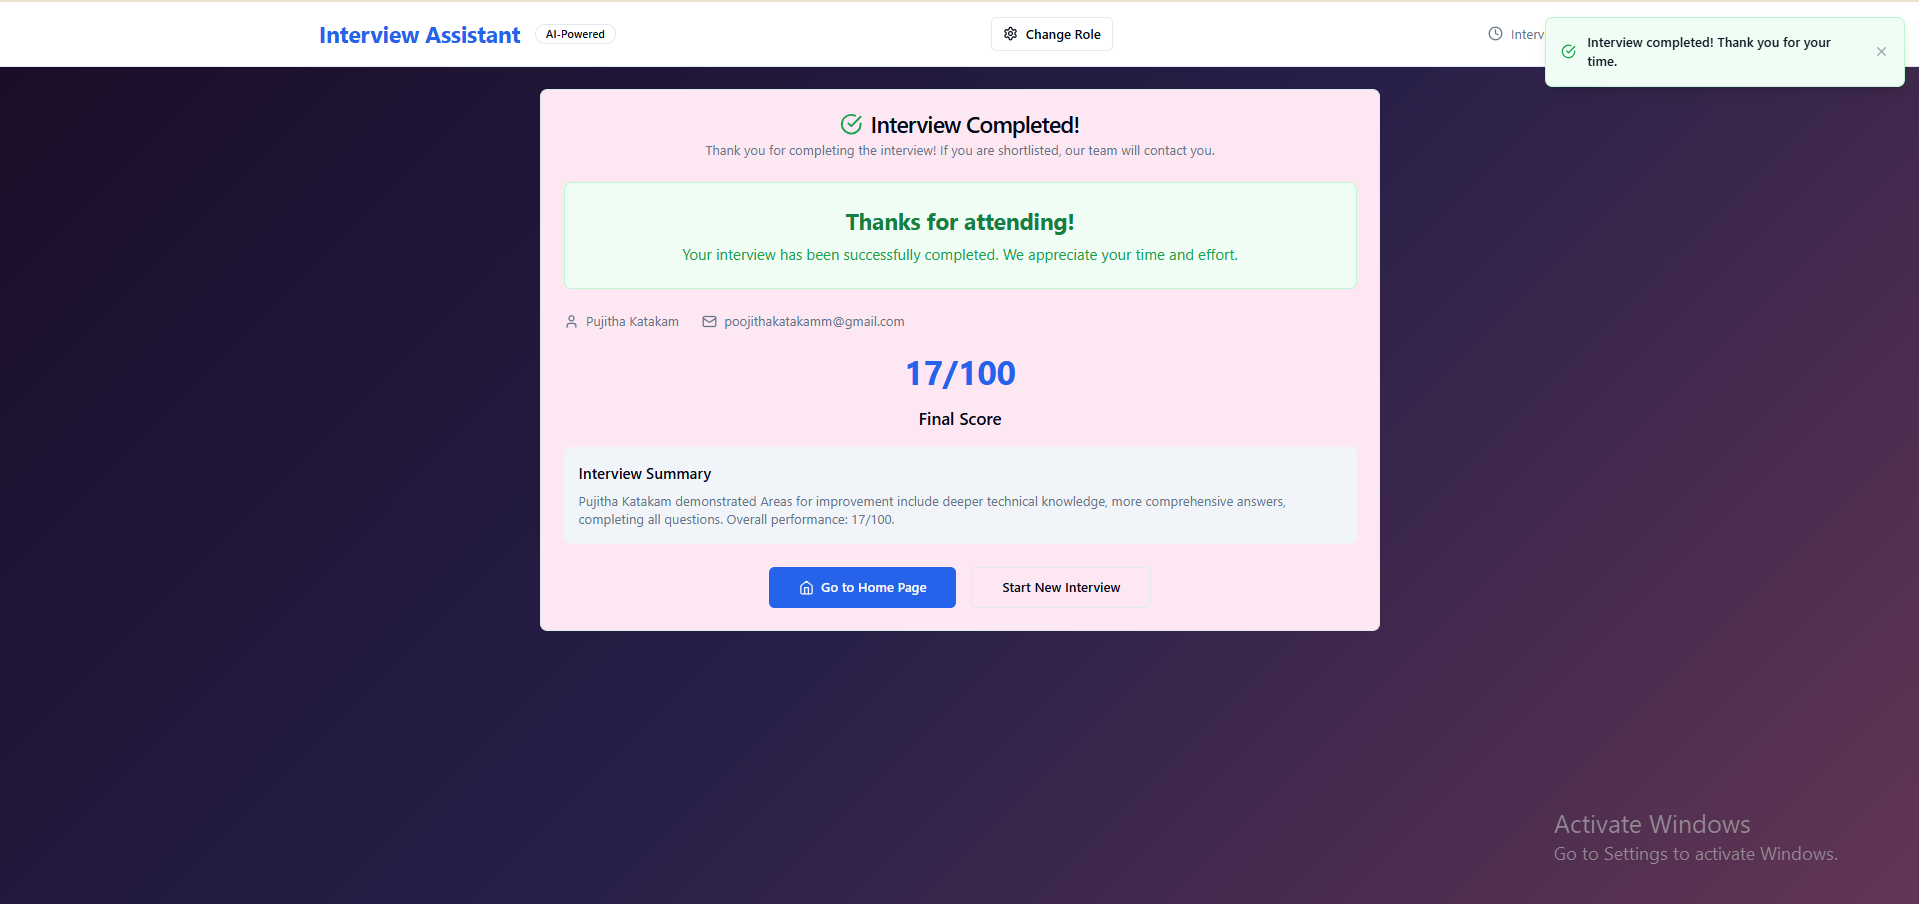 Interview Assistant
AI-Powered
Change Role
Interv
Interview completed! Thank you for your
time.
Interview Completed!
Thank you for completing the interview! If you are shortlisted, our team will contact you.
Thanks for attending!
Your interview has been successfully completed. We appreciate your time and effort.
Pujitha Katakam
poojithakatakamm@gmail.com
17/100
Final Score
Interview Summary
Pujitha Katakam demonstrated Areas for improvement include deeper technical knowledge, more comprehensive answers,
completing all questions. Overall performance: 17/100.
Go to Home Page
Start New Interview
Activate Windows
Go to Settings to activate Windows.